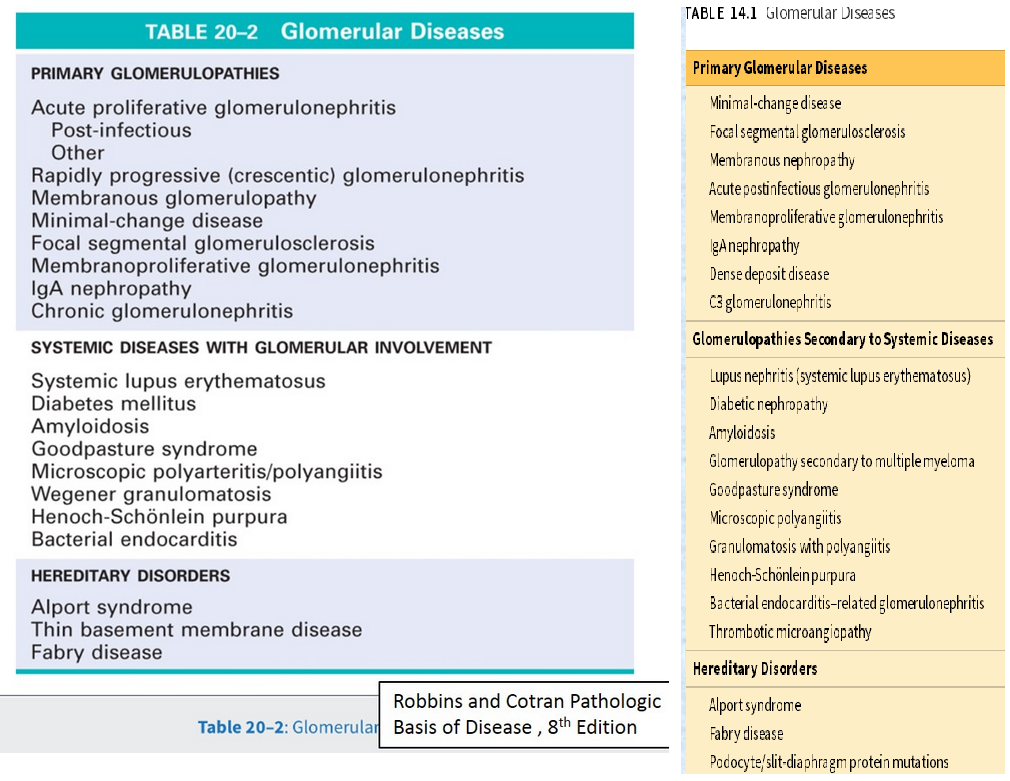 TABLE 20–2 Glomerular Diseases
PRIMARY GLOMERULOPATHIES
Acute proliferative glomerulonephritis
Post-infectious
Other
Rapidly progressive (crescentic) glomerulonephritis
Membranous glomerulopathy
Minimal-change disease
Focal segmental glomerulosclerosis
Membranoproliferative glomerulonephritis
IgA nephropathy
Chronic glomerulonephritis
SYSTEMIC DISEASES WITH GLOMERULAR INVOLVEMENT
Systemic lupus erythematosus
Diabetes mellitus
Amyloidosis
Goodpasture syndrome
Microscopic polyarteritis/polyangiitis
Wegener granulomatosis
Henoch-Schönlein purpura
Bacterial endocarditis
HEREDITARY DISORDERS
Alport syndrome
Thin basement membrane disease
Fabry disease
Table 20–2: Glomerular
Robbins and Cotran Pathologic
Basis of Disease , 8th Edition
TABLE 14.1 Glomerular Diseases
Primary Glomerular Diseases
Minimal-change disease
Focal segmental glomerulosclerosis
Membranous nephropathy
Acute postinfectious glomerulonephritis
Membranoproliferative glomerulonephritis
IgA nephropathy
Dense deposit disease
C3 glomerulonephritis
Glomerulopathies Secondary to Systemic Diseases
Lupus nephritis (systemic lupus erythematosus)
Diabetic nephropathy
Amyloidosis
Glomerulopathy secondary to multiple myeloma
Goodpasture syndrome
Microscopic polyangiitis
Granulomatosis with polyangiitis
Henoch-Schönlein purpura
Bacterial endocarditis–related glomerulonephritis
Thrombotic microangiopathy
Hereditary Disorders
Alport syndrome
Fabry disease
Podocyte/slit-diaphragm protein mutations